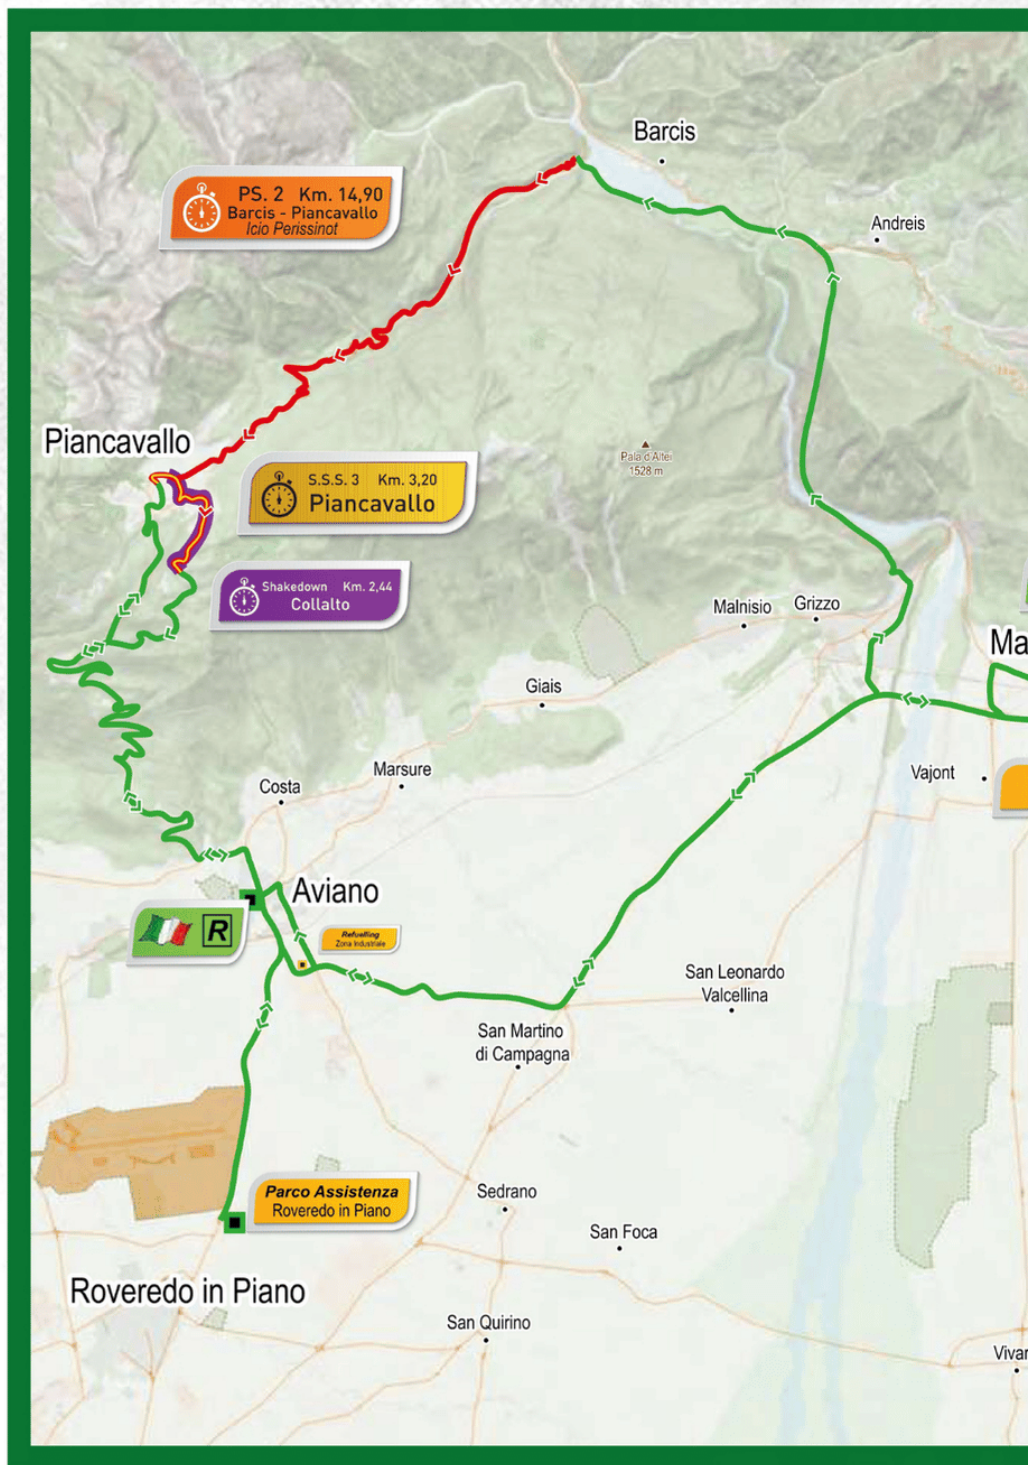 Barcis
PS. 2 Km. 14,90
Barcis - Piancavallo
Icio Perissinot
Andreis
Piancavallo
Pala d'Altei
1528 m
S.S.S. 3 Km. 3,20
Piancavallo
Shakedown Km. 2,44
Collalto
Malnisio
Grizzo
Ma
Giais
Marsure
Costa
Vajont
Aviano
R
Refuelling
Zona Industriale
San Leonardo
Valcellina
San Martino
di Campagna
Parco Assistenza
Roveredo in Piano
Sedrano
San Foca
Roveredo in Piano
San Quirino
Vivar